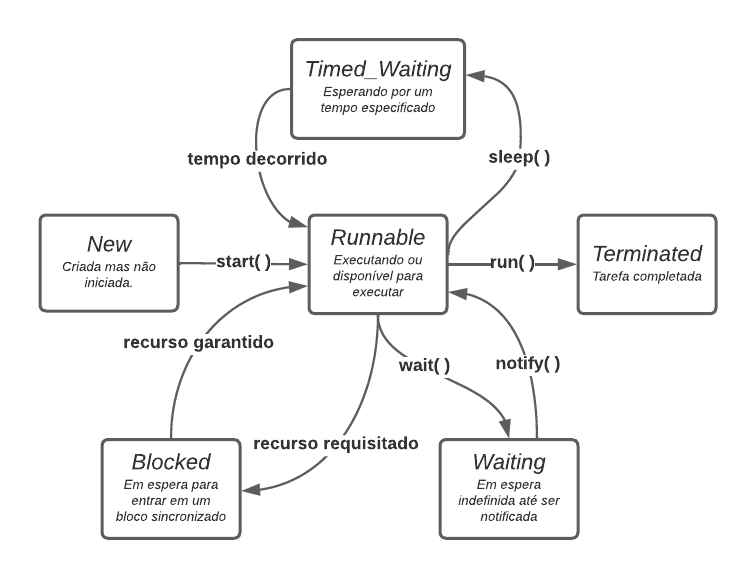 Timed_Waiting
Esperando por um
tempo especificado
tempo decorrido
sleep( )
New
Criada mas não
iniciada.
start( )
Runnable
Executando ou
disponível para
executar
run( )
Terminated
Tarefa completada
recurso garantido
wait( )
notify( )
recurso requisitado
Blocked
Em espera para
entrar em um
bloco sincronizado
Waiting
Em espera
indefinida até ser
notificada